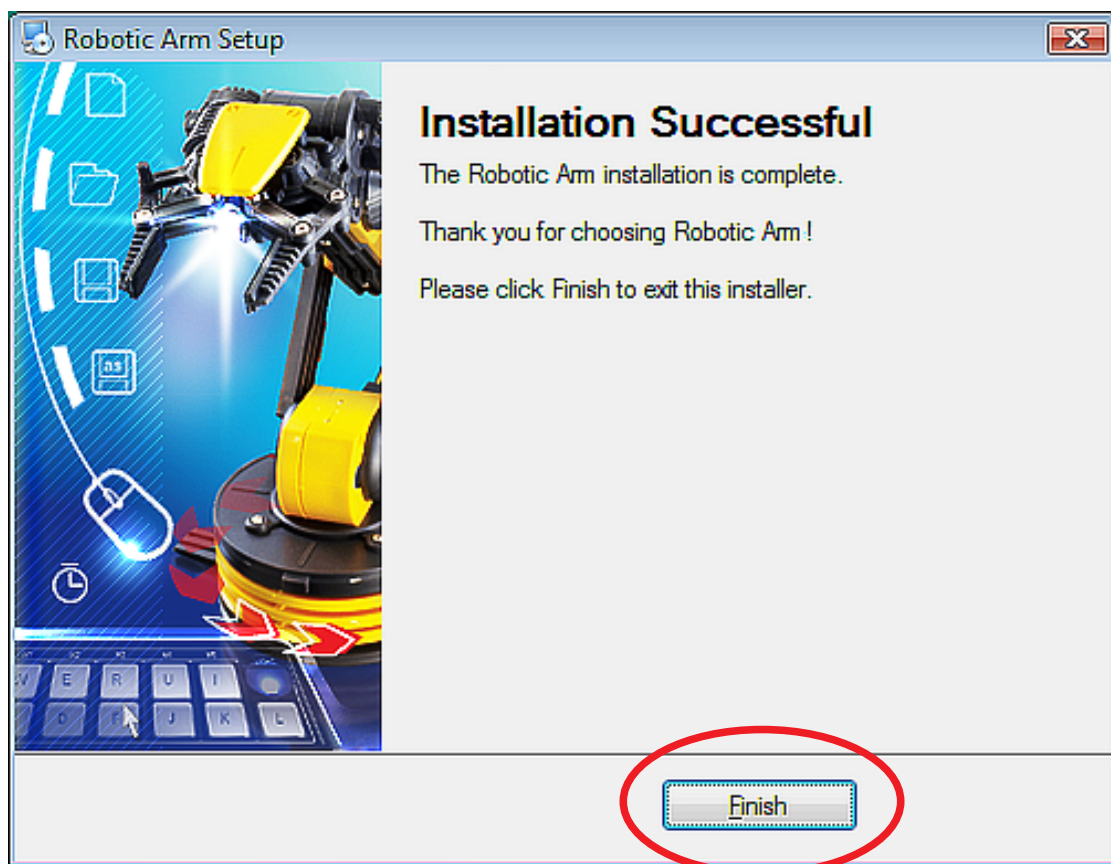 Robotic Arm Setup
Installation Successful
The Robotic Arm installation is complete.
Thank you for choosing Robotic Arm !
Please click Finish to exit this installer.
as
E R U I
D F J K L
Finish